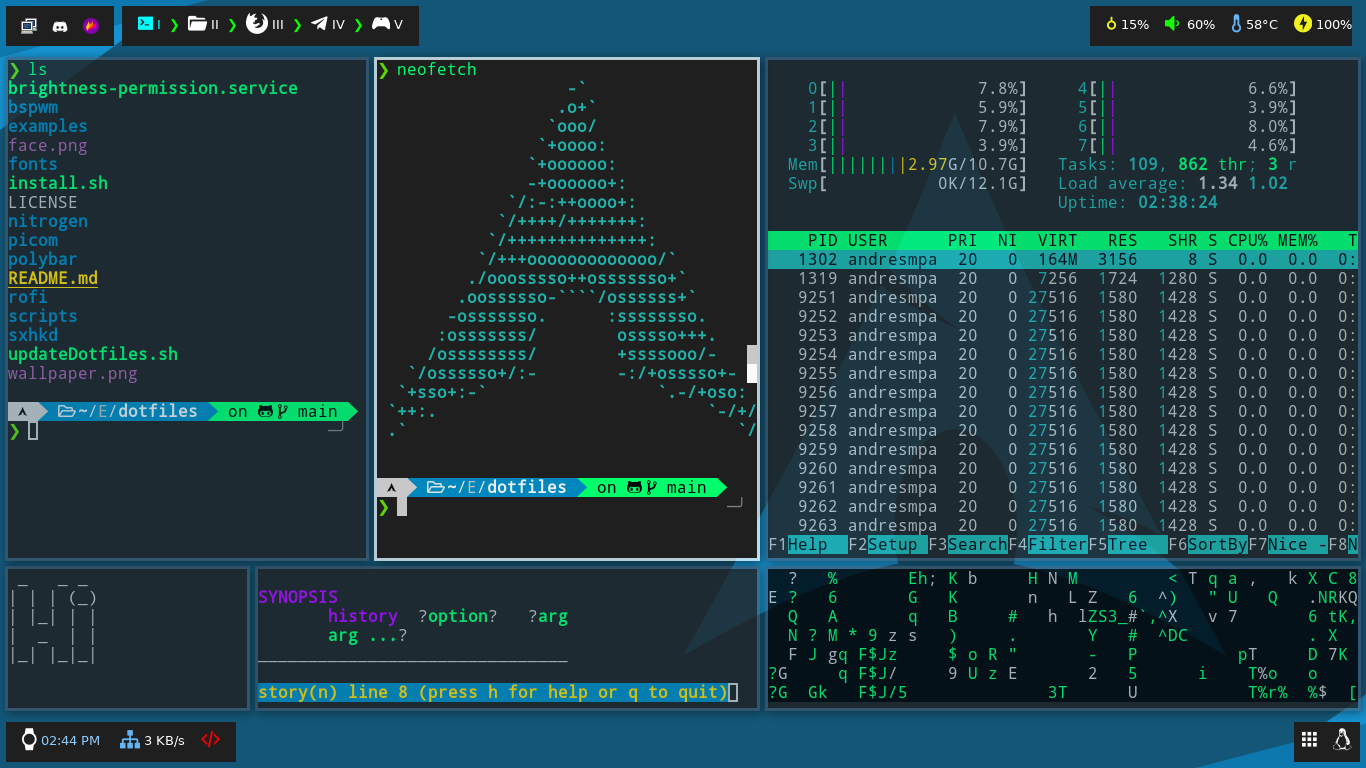 I ❯ II ❯ III ❯ IV ❯ V
15% 60% 58°C 100%
❯ ls
brightness-permission.service
bspwm
examples
face.png
fonts
install.sh
LICENSE
nitrogen
picom
polybar
README.md
rofi
scripts
sxhkd
updateDotfiles.sh
wallpaper.png
~/E/dotfiles on main
❯
❯ neofetch
-`
.o+`
`ooo/
`+oooo:
`+oooooo:
-+oooooo+:
`/:-:++oooo+:
`/++++/+++++++:
`/++++++++++++++:
`/+++ooooooooooooo/`
./ooosssso++osssssso+`
.oossssso-````/ossssss+`
-osssssso. :ssssssso.
:osssssss/ osssso+++.
/ossssssss/ +ssssooo/-
`/ossssso+/:- -:/+osssso+-
`+sso+:-` `.-/+oso:
`++:. `-/+/
.` `/
~/E/dotfiles on main
❯
0[|| 7.8%] 4[|| 6.6%]
1[|| 5.9%] 5[|| 3.9%]
2[|| 7.9%] 6[|| 8.0%]
3[|| 3.9%] 7[|| 4.6%]
Mem[||||||||2.97G/10.7G] Tasks: 109, 862 thr; 3 r
Swp[ 0K/12.1G] Load average: 1.34 1.02
Uptime: 02:38:24
PID USER PRI NI VIRT RES SHR S CPU% MEM% T
1302 andresmpa 20 0 164M 3156 8 S 0.0 0.0 0:
1319 andresmpa 20 0 7256 1724 1280 S 0.0 0.0 0:
9251 andresmpa 20 0 27516 1580 1428 S 0.0 0.0 0:
9252 andresmpa 20 0 27516 1580 1428 S 0.0 0.0 0:
9253 andresmpa 20 0 27516 1580 1428 S 0.0 0.0 0:
9254 andresmpa 20 0 27516 1580 1428 S 0.0 0.0 0:
9255 andresmpa 20 0 27516 1580 1428 S 0.0 0.0 0:
9256 andresmpa 20 0 27516 1580 1428 S 0.0 0.0 0:
9257 andresmpa 20 0 27516 1580 1428 S 0.0 0.0 0:
9258 andresmpa 20 0 27516 1580 1428 S 0.0 0.0 0:
9259 andresmpa 20 0 27516 1580 1428 S 0.0 0.0 0:
9260 andresmpa 20 0 27516 1580 1428 S 0.0 0.0 0:
9261 andresmpa 20 0 27516 1580 1428 S 0.0 0.0 0:
9262 andresmpa 20 0 27516 1580 1428 S 0.0 0.0 0:
9263 andresmpa 20 0 27516 1580 1428 S 0.0 0.0 0:
F1Help F2Setup F3SearchF4FilterF5Tree F6SortByF7Nice -F8N
_   _ _
| | | (_)
| |_| | |
|  _  | |
|_| |_|_|
SYNOPSIS
history ?option? ?arg
arg ...?
_______________________________
story(n) line 8 (press h for help or q to quit)
? % Eh; K b H N M < T q a , k X C 8
E ? 6 G K n L Z 6 ^) " U Q .NRKQ
Q A q B # h lZS3_#`,^X v 7 6 tK,
N ? M * 9 z s ) . Y # ^DC . X
F J gq F$Jz $ o R " - P pT D 7K
?G q F$J/ 9 U z E 2 5 i T%o o
?G Gk F$J/5 3T U T%r% %$ [
02:44 PM 3 KB/s </>